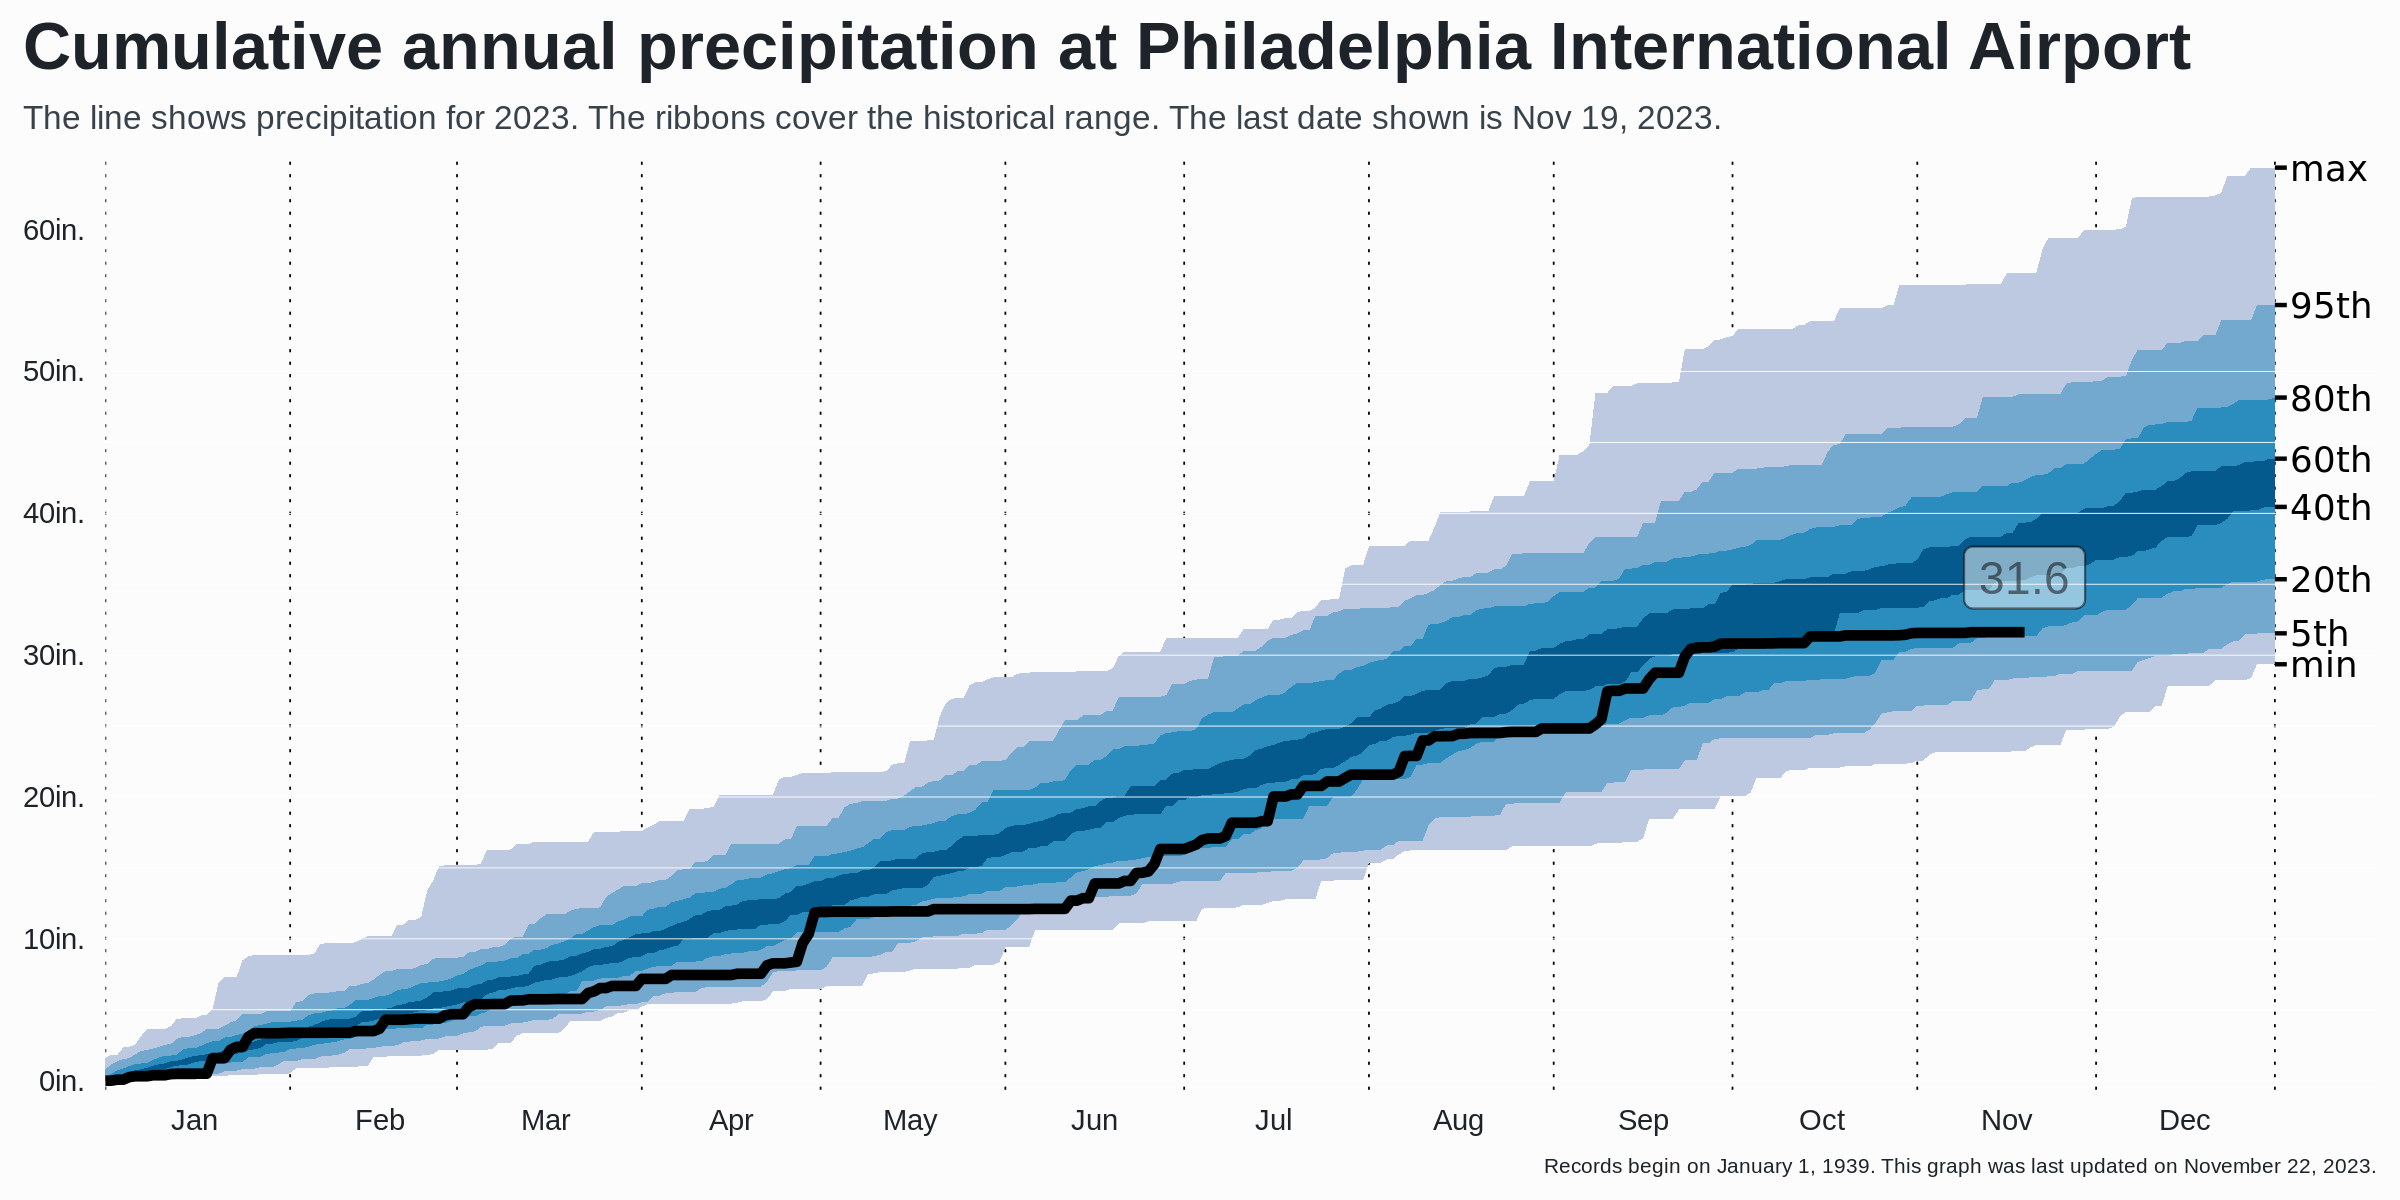 Cumulative annual precipitation at Philadelphia International Airport
The line shows precipitation for 2023. The ribbons cover the historical range. The last date shown is Nov 19, 2023.
max
60in.
95th
50in.
80th
60th
40in.
40th
31.6
20th
5th
30in.
min
20in.
10in.
0in.
Jan Feb Mar Apr May Jun Jul Aug Sep Oct Nov Dec
Records begin on January 1, 1939. This graph was last updated on November 22, 2023.